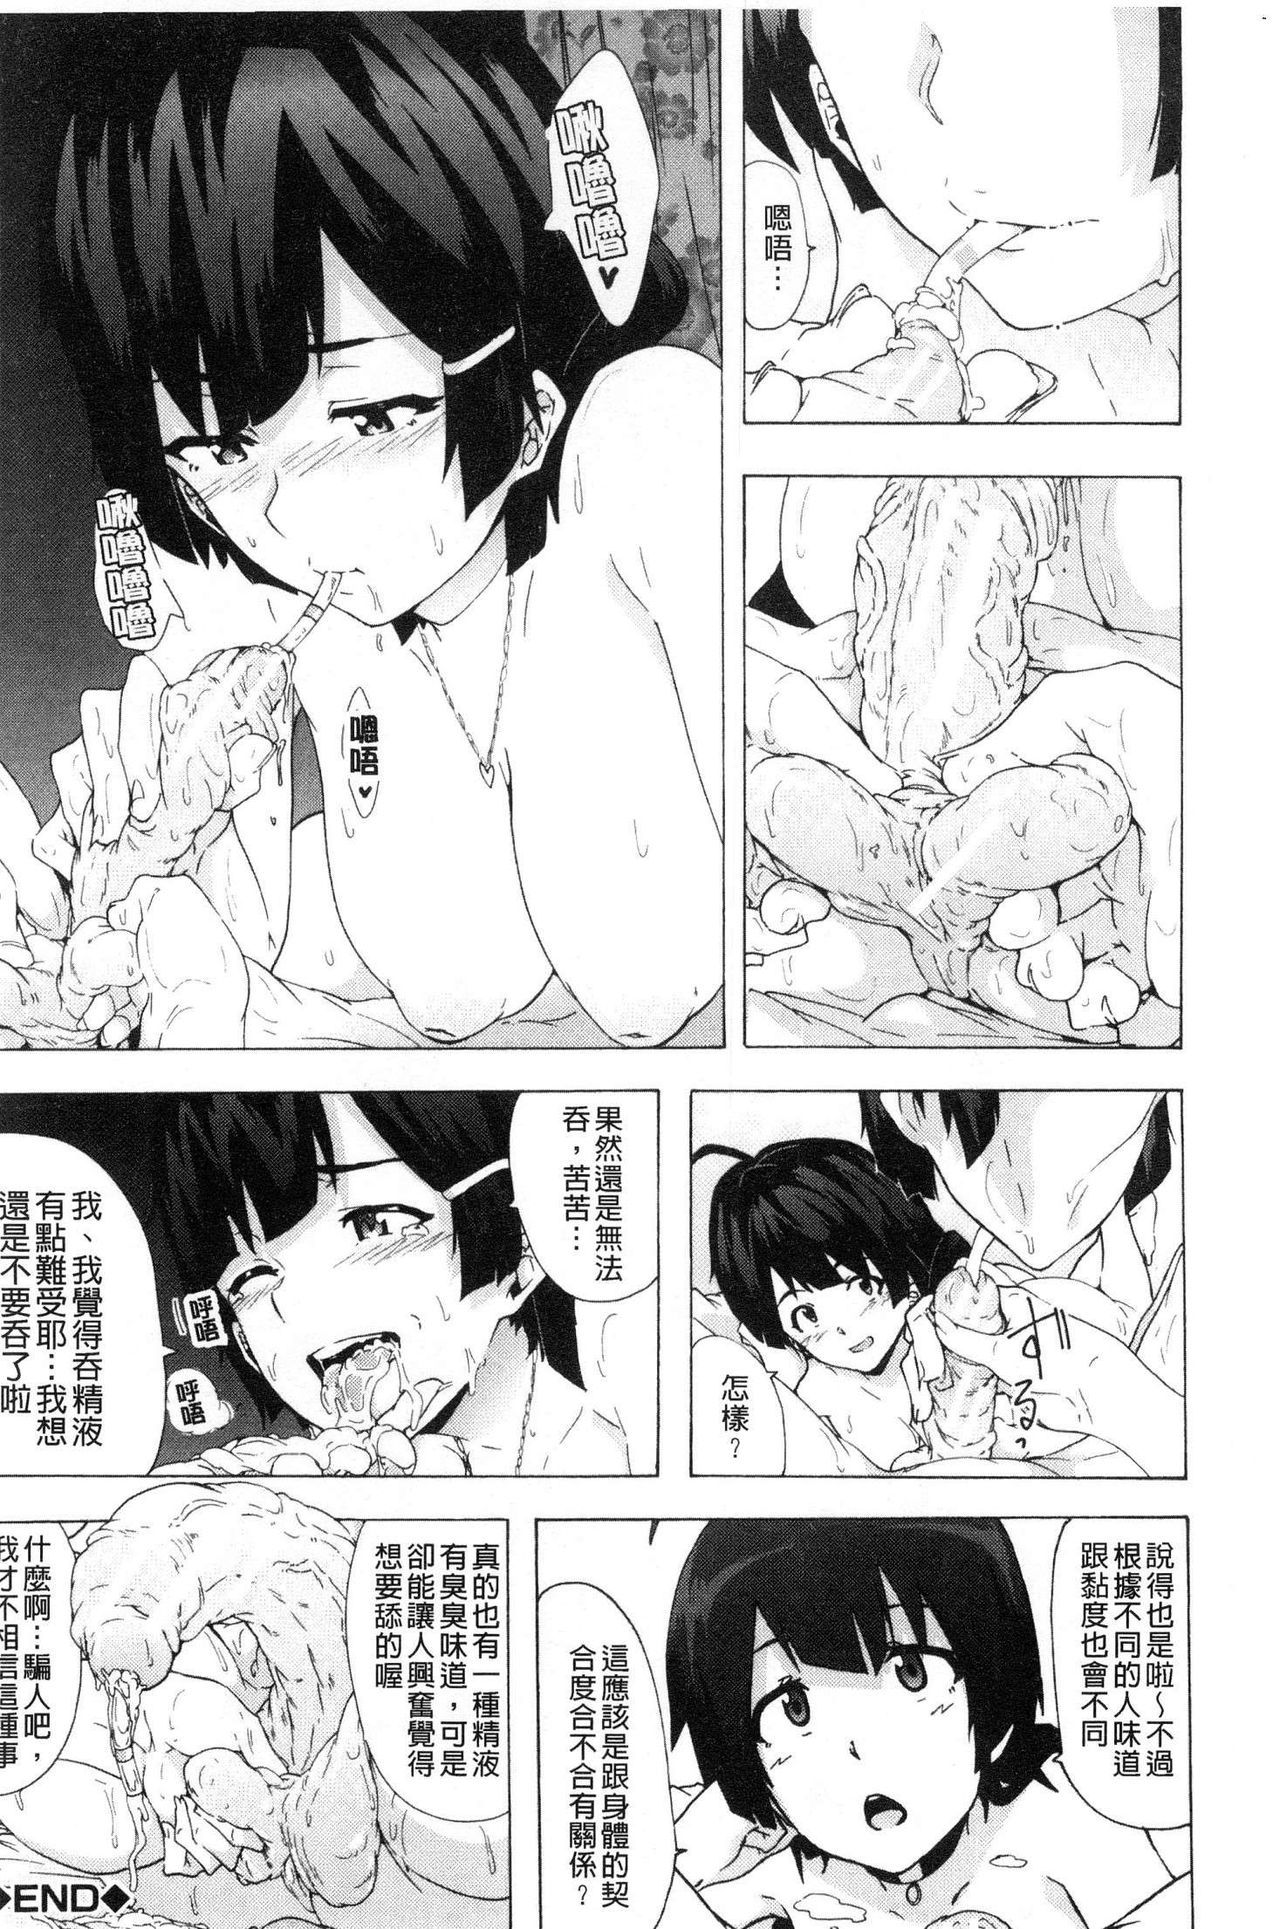 嗯唔…
啾嚕嚕♥
啾嚕嚕嚕
嗯唔♥
怎樣？
ずるっ
果然還是無法
吞，苦苦…
呼唔
呼唔
我、我覺得吞精液
有點難受耶…我想
還是不要吞了啦
說得也是啦～不過
根據不同的人味道
跟黏度也會不同
這應該是跟身體的契
合度合不合有關係？
真的也有一種精液
有臭臭味道，可是
卻能讓人興奮覺得
想要舔的喔
什麼啊…騙人吧，
我才不相信這種事
◆END◆